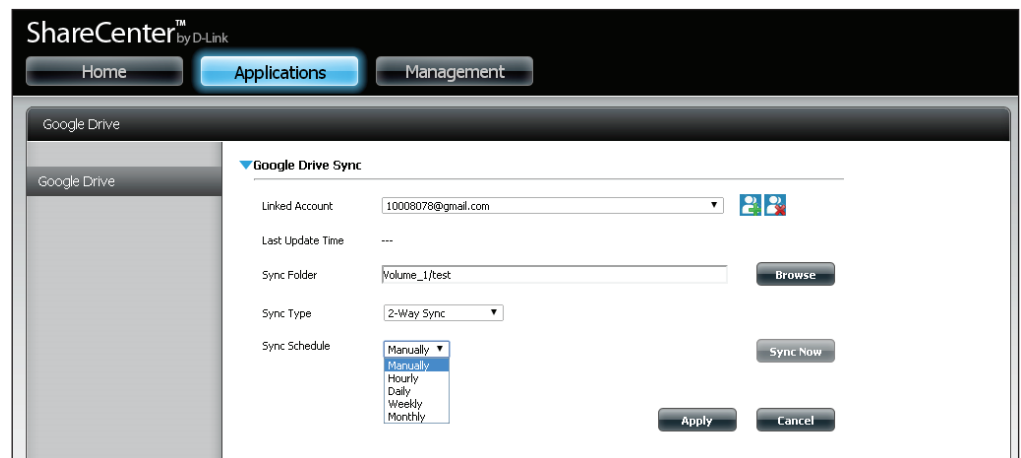 ShareCenter™ by D-Link
Home Applications Management
Google Drive
Google Drive
Google Drive Sync
Linked Account 10008078@gmail.com
Last Update Time ---
Sync Folder Volume_1/test Browse
Sync Type 2-Way Sync
Sync Schedule Manually Sync Now
Manually
Hourly
Daily
Weekly
Monthly
Apply Cancel